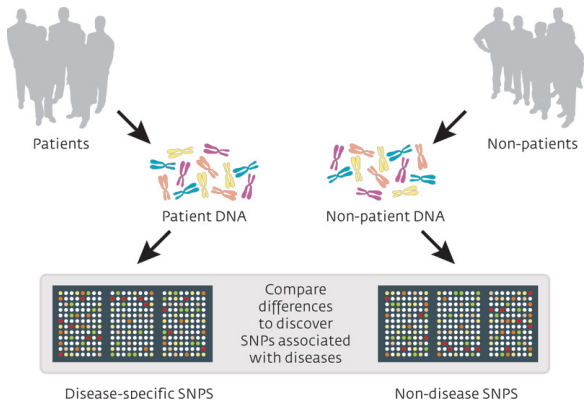 Patients
Non-patients
Patient DNA
Non-patient DNA
Compare
differences
to discover
SNPs associated
with diseases
Disease-specific SNPS
Non-disease SNPS